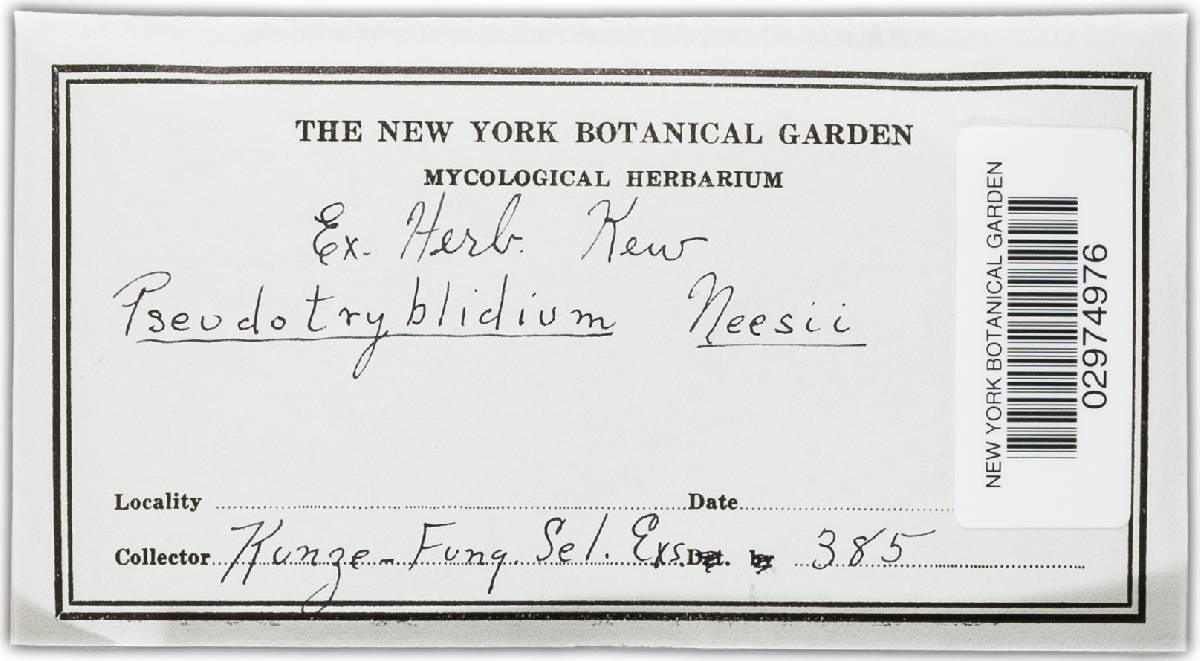 THE NEW YORK BOTANICAL GARDEN
MYCOLOGICAL HERBARIUM
Ex. Herb. Kew
Pseudotryblidium Neesii
Locality Date
Collector Kunze - Fung. Sel. Exs. Det. by 385
NEW YORK BOTANICAL GARDEN
02974976